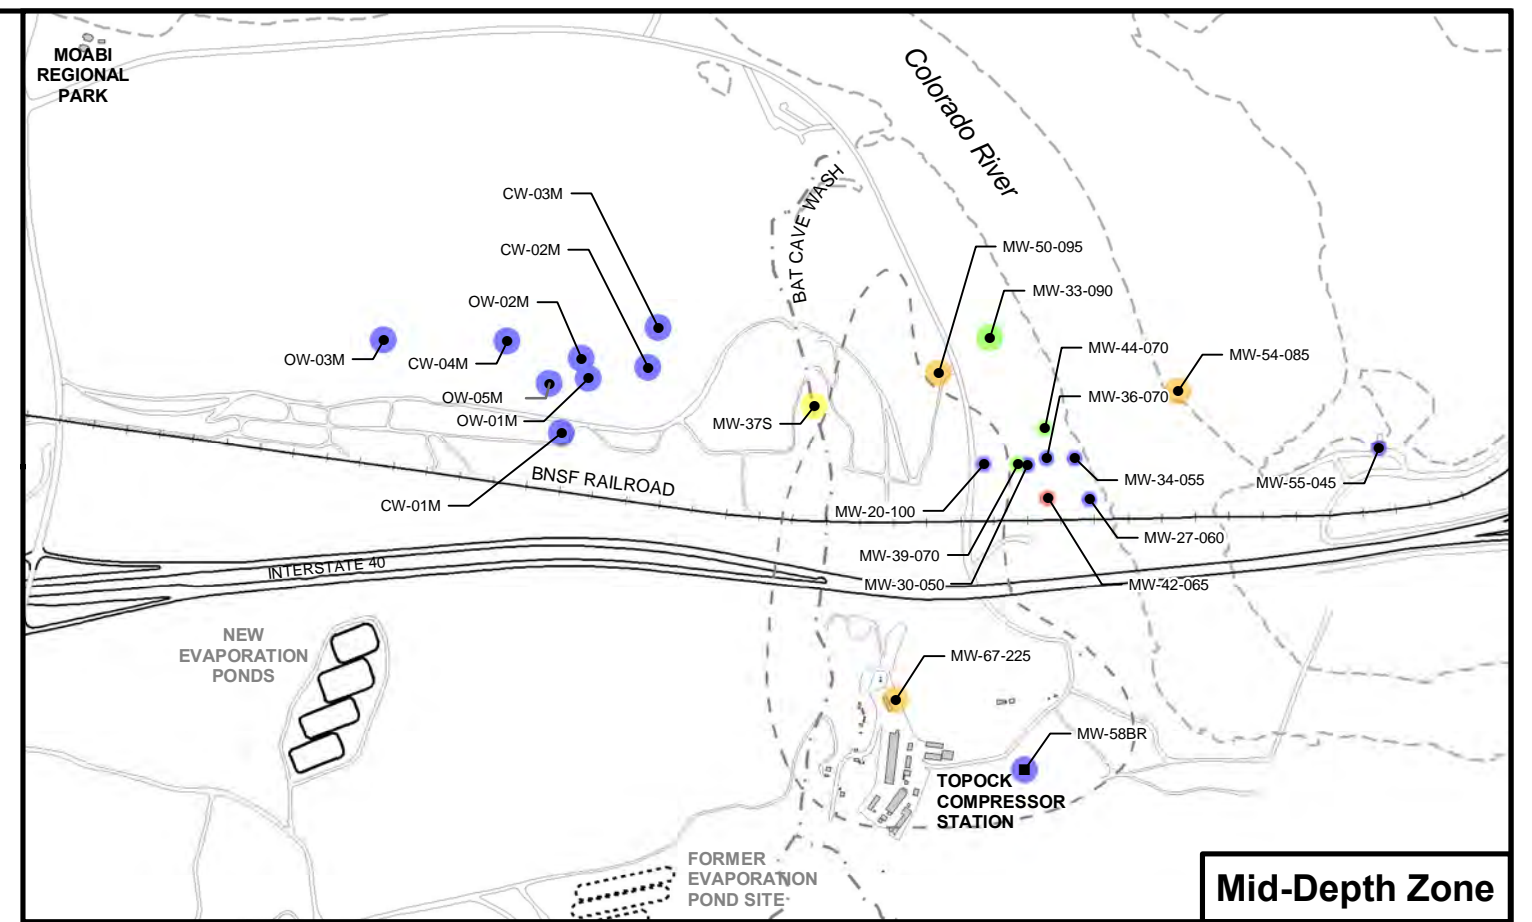 MOABI
REGIONAL
PARK
Colorado River
BAT CAVE WASH
CW-03M
CW-02M
OW-02M
OW-03M
CW-04M
OW-05M
OW-01M
CW-01M
MW-37S
MW-50-095
MW-33-090
MW-44-070
MW-54-085
MW-36-070
MW-34-055
MW-55-045
MW-20-100
MW-27-060
MW-39-070
MW-30-050
MW-42-065
BNSF RAILROAD
INTERSTATE 40
NEW
EVAPORATION
PONDS
MW-67-225
MW-58BR
TOPOCK
COMPRESSOR
STATION
FORMER
EVAPORATION
POND SITE
Mid-Depth Zone